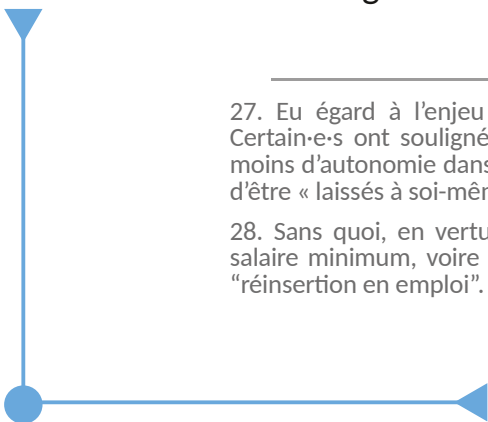 27. Eu égard à l’enjeu
Certain·e·s ont souligné
moins d’autonomie dans
d’être « laissés à soi-mêm
28. Sans quoi, en vertu
salaire minimum, voire
“réinsertion en emploi”.